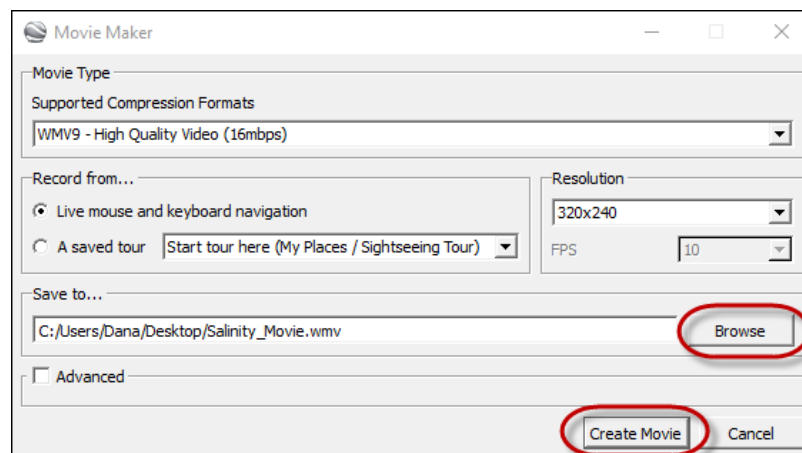 Movie Maker
Movie Type
Supported Compression Formats
WMV9 - High Quality Video (16mbps)
Record from...
Live mouse and keyboard navigation
A saved tour Start tour here (My Places / Sightseeing Tour)
Resolution
320x240
FPS 10
Save to...
C:/Users/Dana/Desktop/Salinity_Movie.wmv Browse
Advanced
Create Movie Cancel